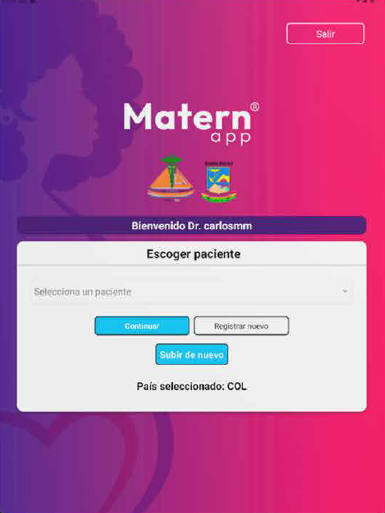 Salir
Matern®
app
Bienvenido Dr. carlosmm
Escoger paciente
Selecciona un paciente
Continuar
Registrar nuevo
Subir de nuevo
País seleccionado: COL